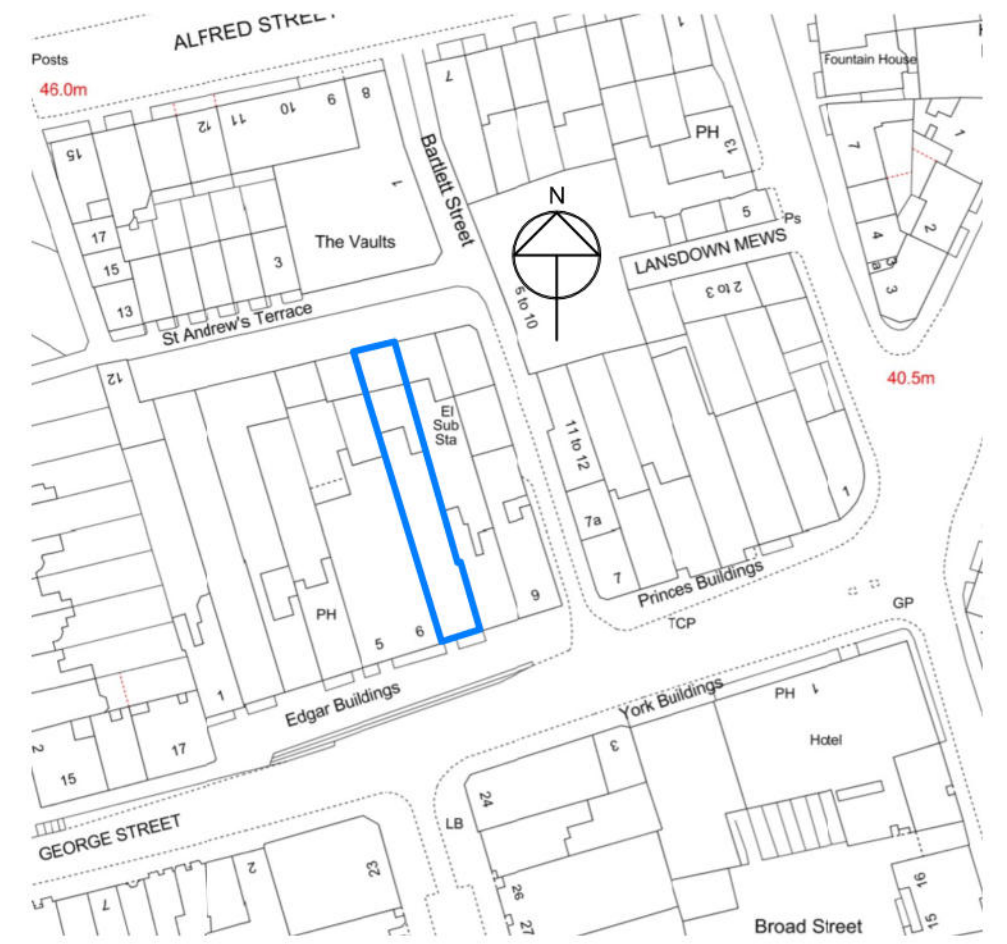 ALFRED STREET
Posts
46.0m
15
12
11
10
9
8
7
1
PH
13
Fountain House
1
7
17
15
13
3
The Vaults
1
Bartlett Street
N
5
Ps
LANSDOWN MEWS
2 to 3
5 to 10
4
3
a
3
2
St Andrew's Terrace
12
40.5m
El
Sub
Sta
11 to 12
7a
7
1
Princes Buildings
TCP
GP
PH
5
6
9
1
Edgar Buildings
York Buildings
PH
1
Hotel
2
15
17
3
24
LB
GEORGE STREET
7
2
23
26
27
16
15
Broad Street